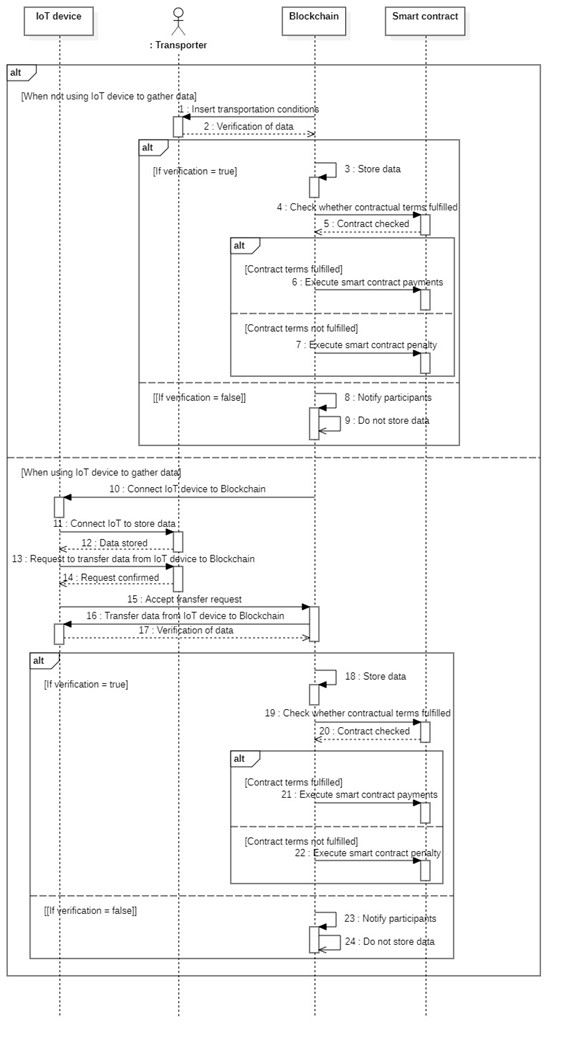 IoT device
: Transporter
Blockchain
Smart contract
alt
[When not using IoT device to gather data]
1 : Insert transportation conditions
2 : Verification of data
alt
[If verification = true]
3 : Store data
4 : Check whether contractual terms fulfilled
5 : Contract checked
alt
[Contract terms fulfilled]
6 : Execute smart contract payments
[Contract terms not fulfilled]
7 : Execute smart contract penalty
[[If verification = false]]
8 : Notify participants
9 : Do not store data
[When using IoT device to gather data]
10 : Connect IoT device to Blockchain
11 : Connect IoT to store data
12 : Data stored
13 : Request to transfer data from IoT device to Blockchain
14 : Request confirmed
15 : Accept transfer request
16 : Transfer data from IoT device to Blockchain
17 : Verification of data
alt
[If verification = true]
18 : Store data
19 : Check whether contractual terms fulfilled
20 : Contract checked
alt
[Contract terms fulfilled]
21 : Execute smart contract payments
[Contract terms not fulfilled]
22 : Execute smart contract penalty
[[If verification = false]]
23 : Notify participants
24 : Do not store data